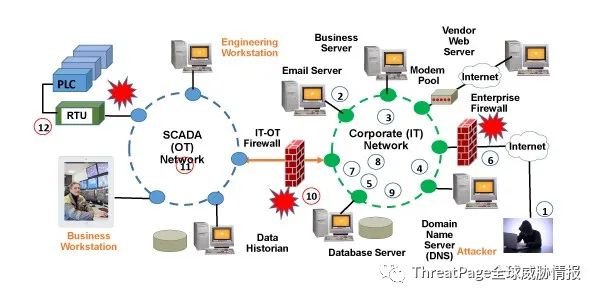 Engineering
Workstation
Business
Server
Vendor
Web
Server
Email Server
Modem
Pool
Internet
PLC
RTU
2
3
Enterprise
Firewall
12
SCADA
(OT)
Network
11
IT-OT
Firewall
Corporate (IT)
Network
8
7
4
6
Internet
5
9
10
1
Business
Workstation
Data
Historian
Database Server
Domain
Name
Server
(DNS)
Attacker
ThreatPage全球威胁情报